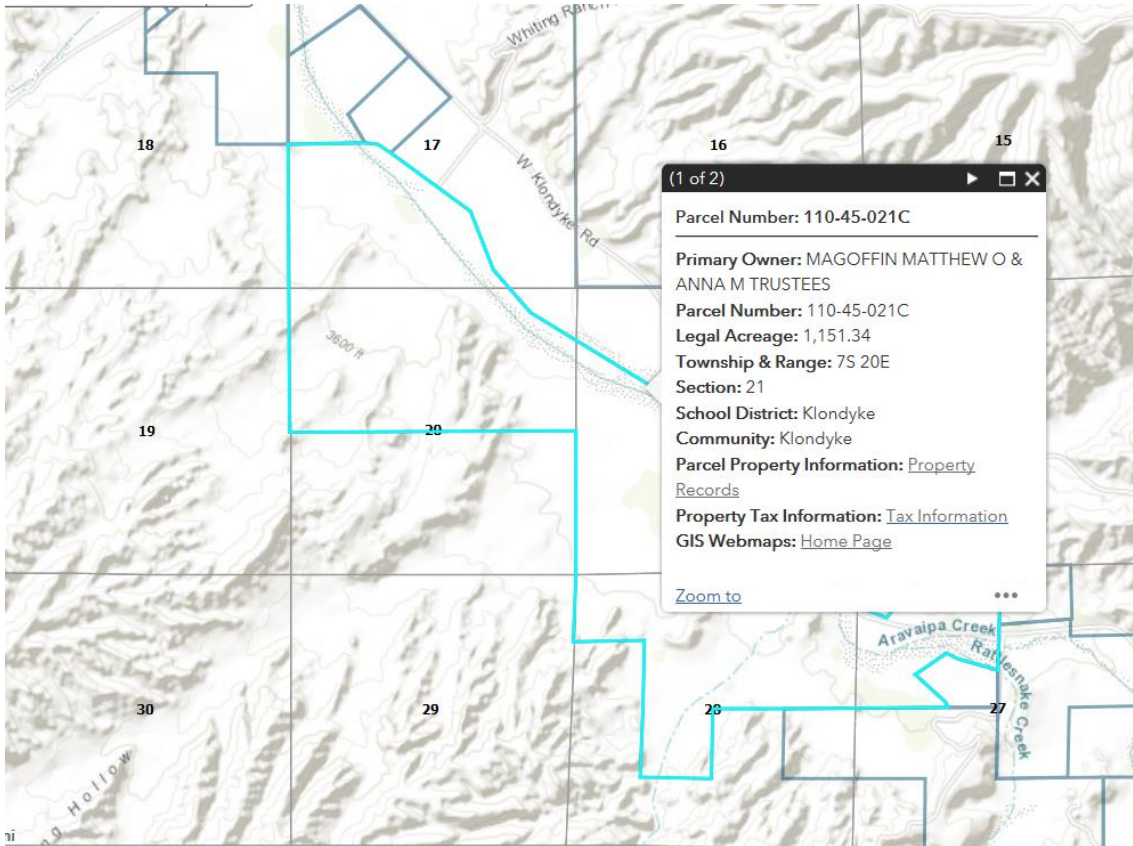 Whiting Ranch
18
17
16
15
W Klondyke Rd
(1 of 2)
Parcel Number: 110-45-021C
Primary Owner: MAGOFFIN MATTHEW O &
ANNA M TRUSTEES
Parcel Number: 110-45-021C
Legal Acreage: 1,151.34
Township & Range: 7S 20E
Section: 21
School District: Klondyke
Community: Klondyke
Parcel Property Information: Property
Records
Property Tax Information: Tax Information
GIS Webmaps: Home Page
Zoom to
3600 ft
19
20
Aravaipa Creek
Rattlesnake Creek
30
29
28
27
Hollow